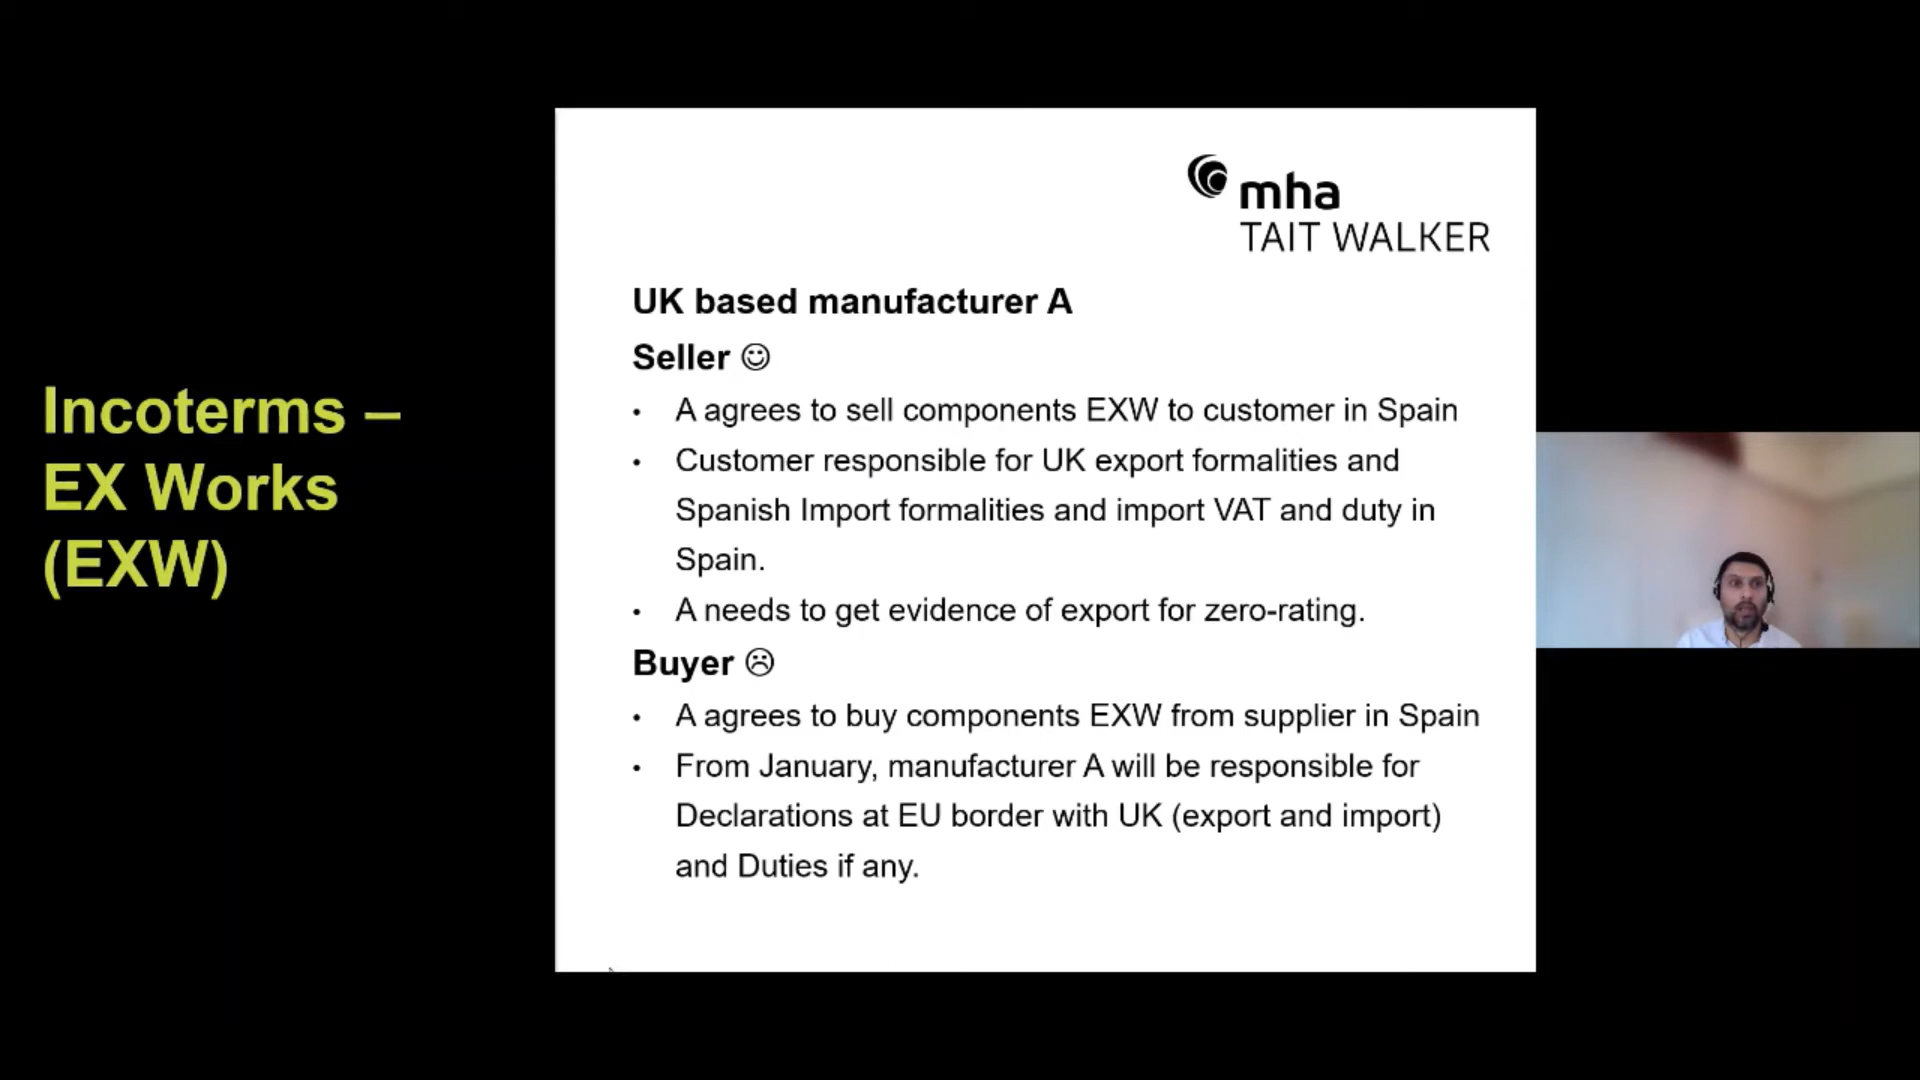 Incoterms –
EX Works
(EXW)
mha
TAIT WALKER
UK based manufacturer A
Seller ☺
• A agrees to sell components EXW to customer in Spain
• Customer responsible for UK export formalities and
Spanish Import formalities and import VAT and duty in
Spain.
• A needs to get evidence of export for zero-rating.
Buyer ☹
• A agrees to buy components EXW from supplier in Spain
• From January, manufacturer A will be responsible for
Declarations at EU border with UK (export and import)
and Duties if any.